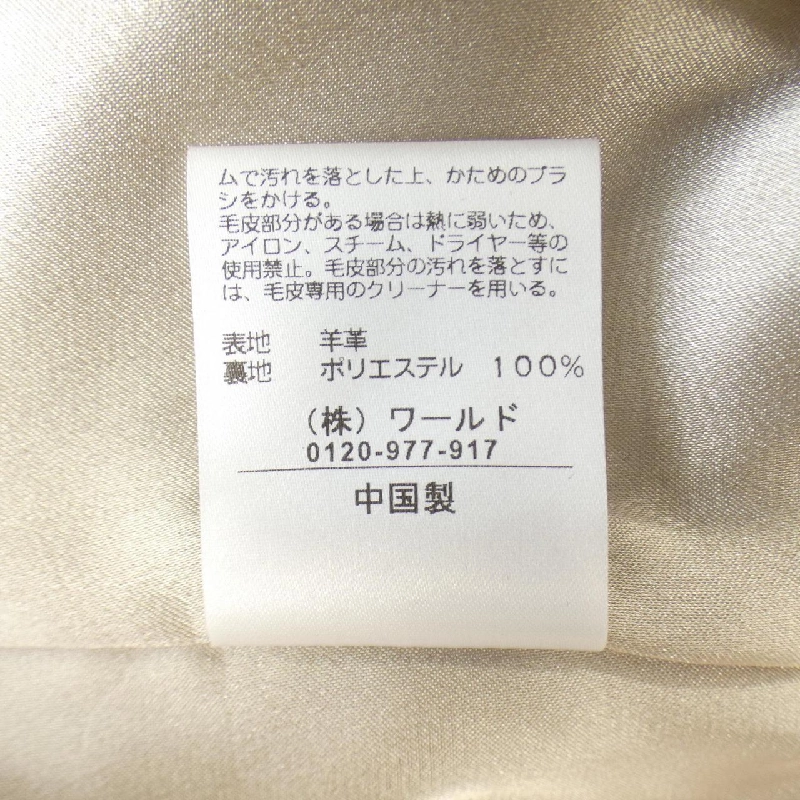 ムで汚れを落とした上、かためのブラ
シをかける。
毛皮部分がある場合は熱に弱いため、
アイロン、スチーム、ドライヤー等の
使用禁止。毛皮部分の汚れを落とすに
は、毛皮専用のクリーナーを用いる。
表地　羊革
裏地　ポリエステル　１００％
（株）ワールド
0120-977-917
中国製